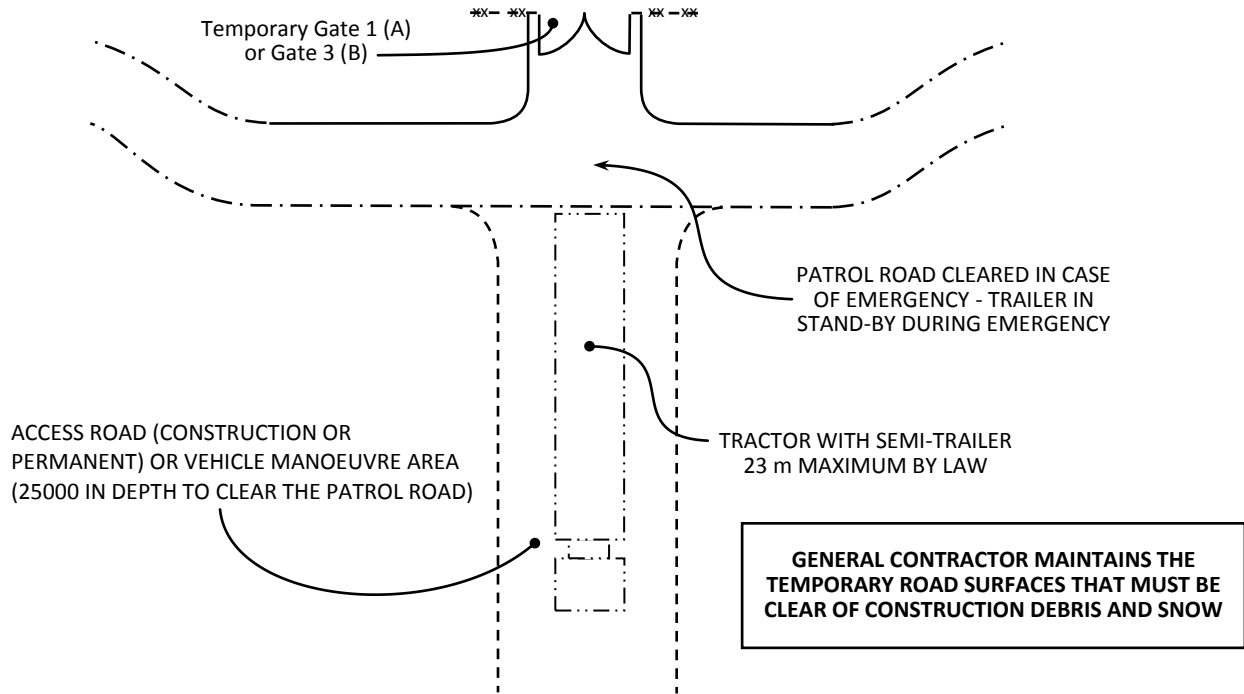 Temporary Gate 1 (A)
or Gate 3 (B)
PATROL ROAD CLEARED IN CASE
OF EMERGENCY - TRAILER IN
STAND-BY DURING EMERGENCY
ACCESS ROAD (CONSTRUCTION OR
PERMANENT) OR VEHICLE MANOEUVRE AREA
(25000 IN DEPTH TO CLEAR THE PATROL ROAD)
TRACTOR WITH SEMI-TRAILER
23 m MAXIMUM BY LAW
GENERAL CONTRACTOR MAINTAINS THE
TEMPORARY ROAD SURFACES THAT MUST BE
CLEAR OF CONSTRUCTION DEBRIS AND SNOW